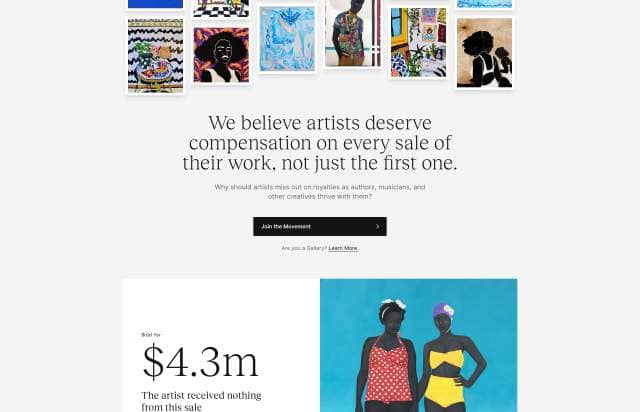 We believe artists deserve
compensation on every sale of
their work, not just the first one.
Why should artists miss out on royalties as authors, musicians, and
other creatives thrive with them?
Join the Movement
Are you a Gallery? Learn More.
Sold for
$4.3m
The artist received nothing
from this sale